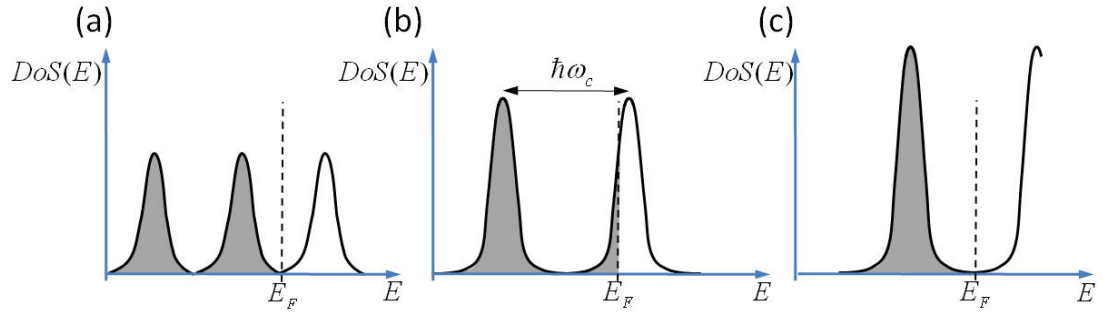 (a)
DoS(E)
E_F
E
(b)
DoS(E)
ℏω_c
E_F
E
(c)
DoS(E)
E_F
E